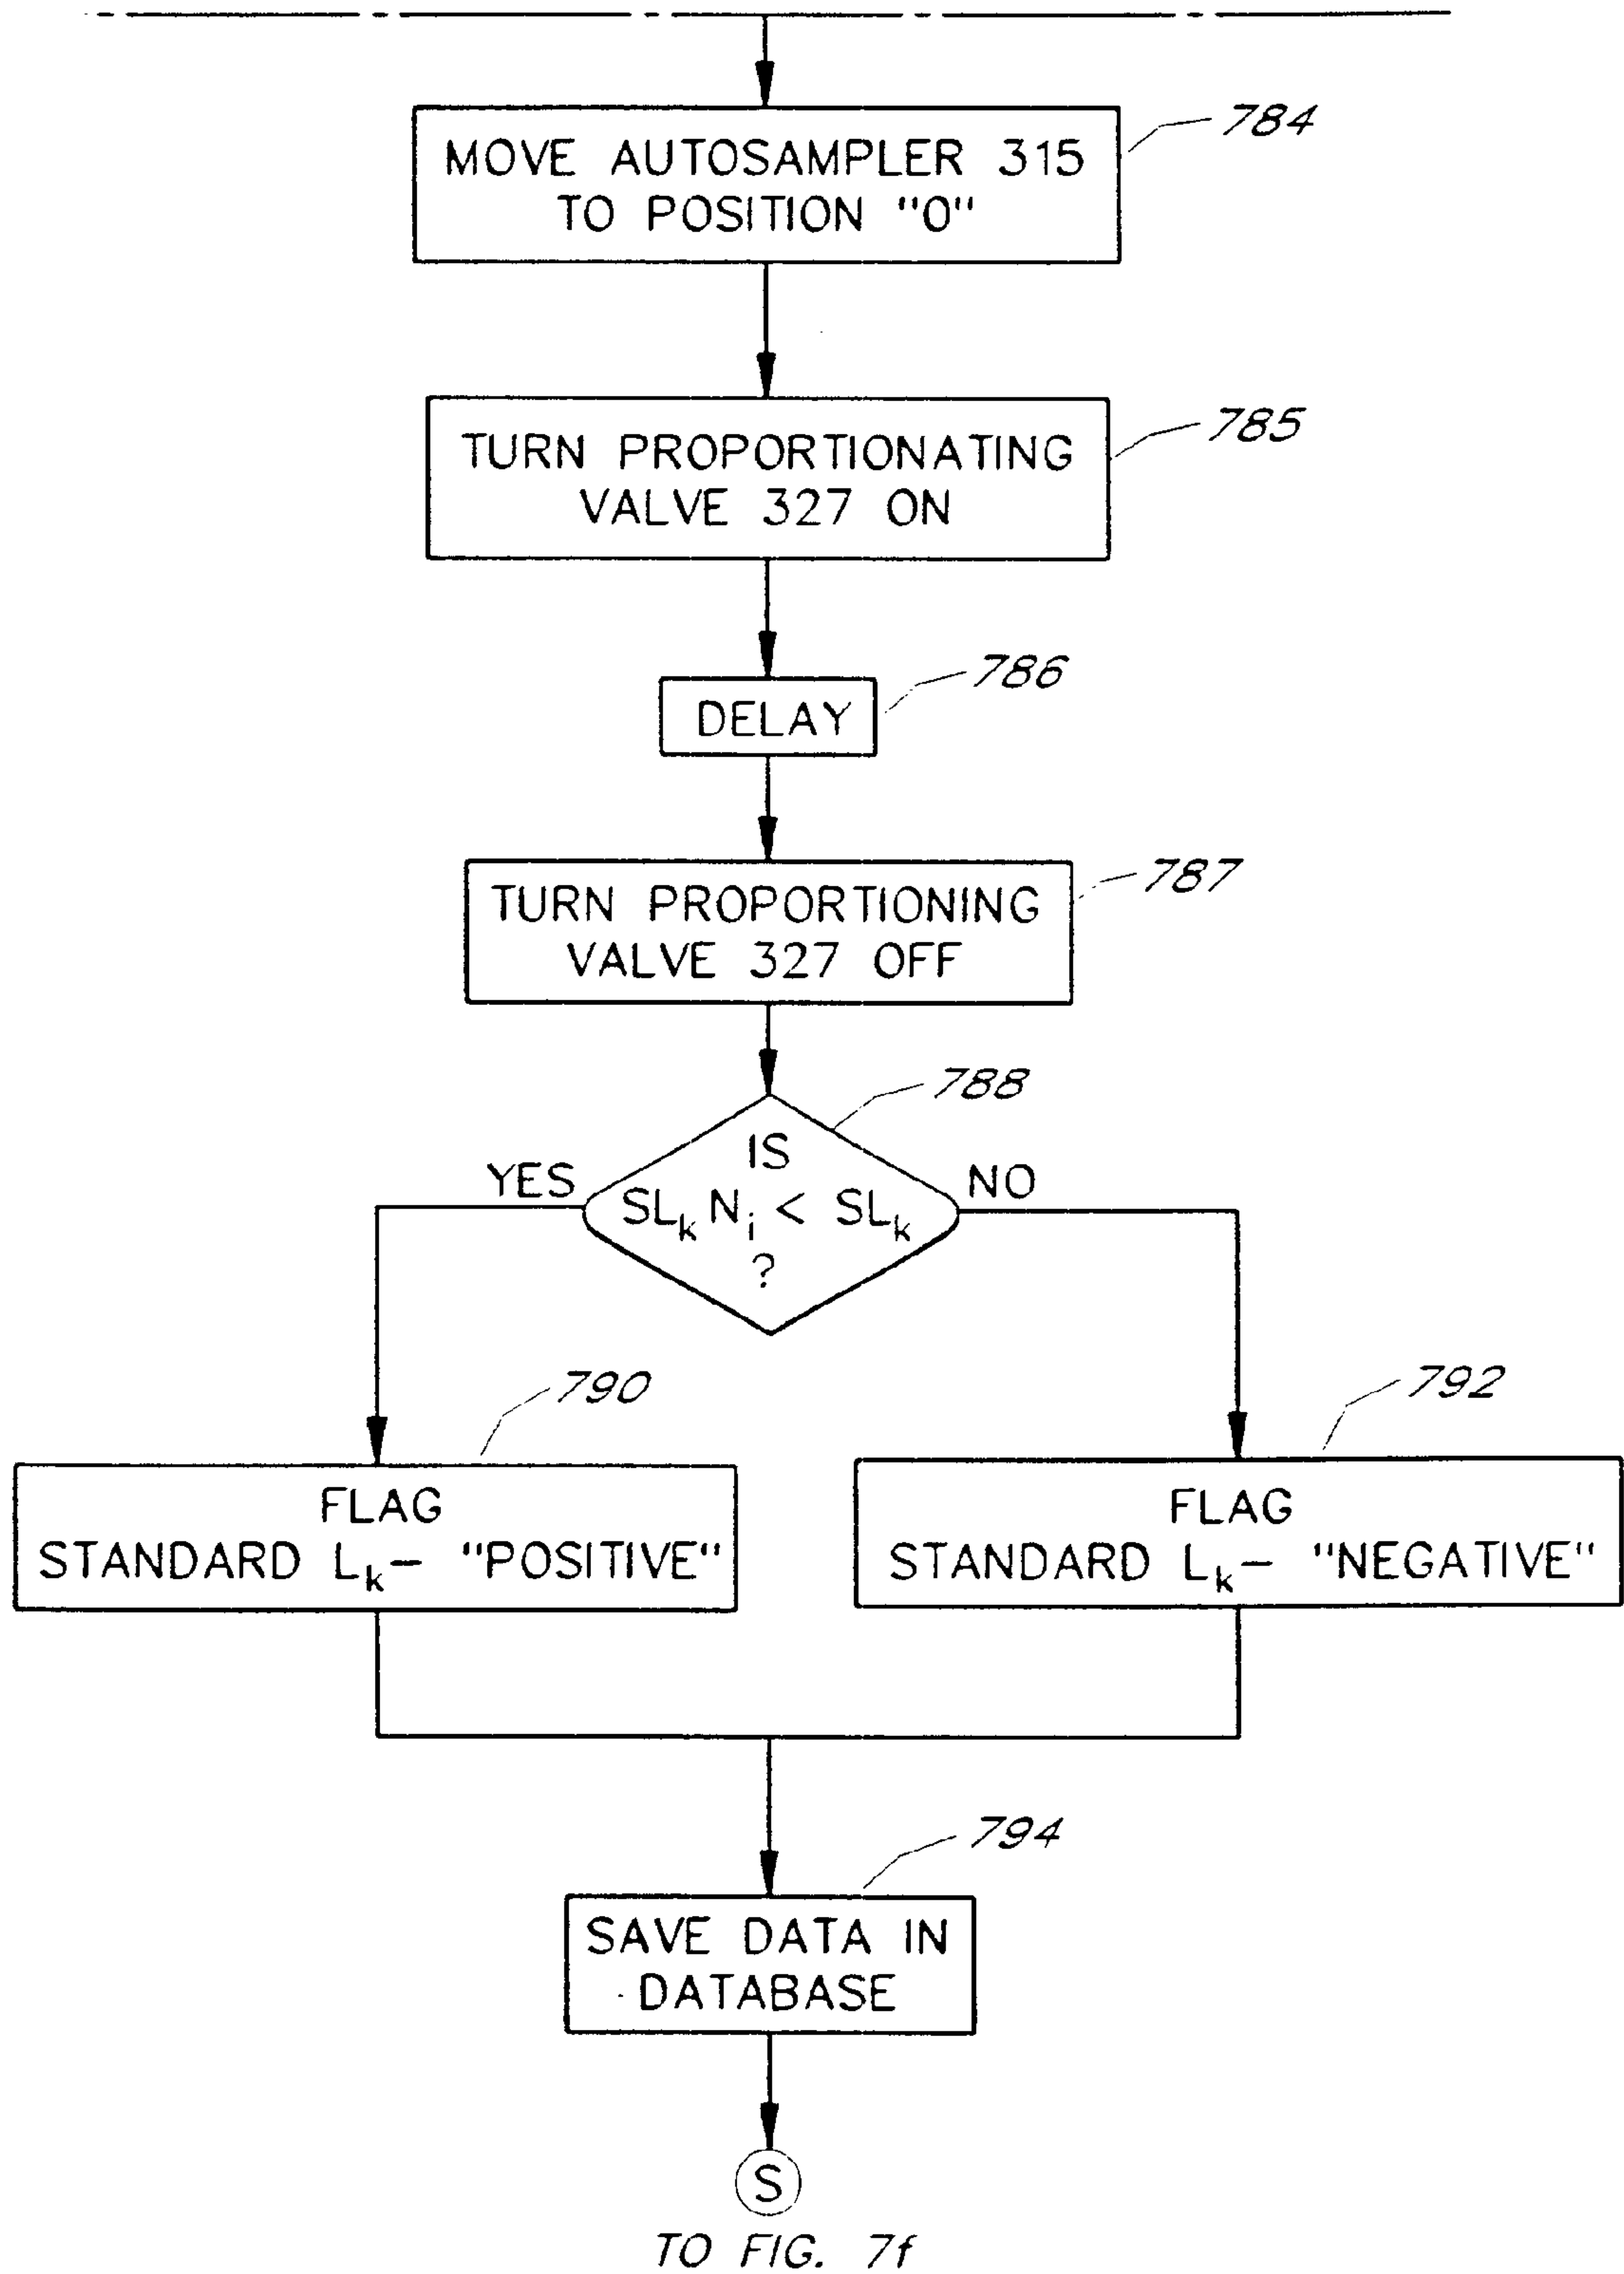 784
MOVE AUTOSAMPLER 315
TO POSITION "0"
785
TURN PROPORTIONATING
VALVE 327 ON
786
DELAY
787
TURN PROPORTIONING
VALVE 327 OFF
788
IS
YES
SLk Ni < SLk
NO
?
790
FLAG
STANDARD Lk- "POSITIVE"
792
FLAG
STANDARD Lk- "NEGATIVE"
794
SAVE DATA IN
DATABASE
S
TO FIG. 7f